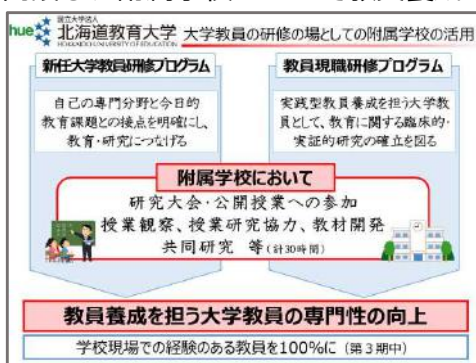 hue 国立大学法人
北海道教育大学 大学教員の研修の場としての附属学校の活用
HOKKAIDO UNIVERSITY OF EDUCATION
新任大学教員研修プログラム
自己の専門分野と今日的
教育課題との接点を明確にし、
教育・研究につなげる
教員現職研修プログラム
実践型教員養成を担う大学教
員として、教育に関する臨床的・
実証的研究の確立を図る
附属学校において
研究大会・公開授業への参加
授業観察、授業研究協力、教材開発
共同研究 等(計30時間)
教員養成を担う大学教員の専門性の向上
学校現場での経験のある教員を100%に(第3期中)